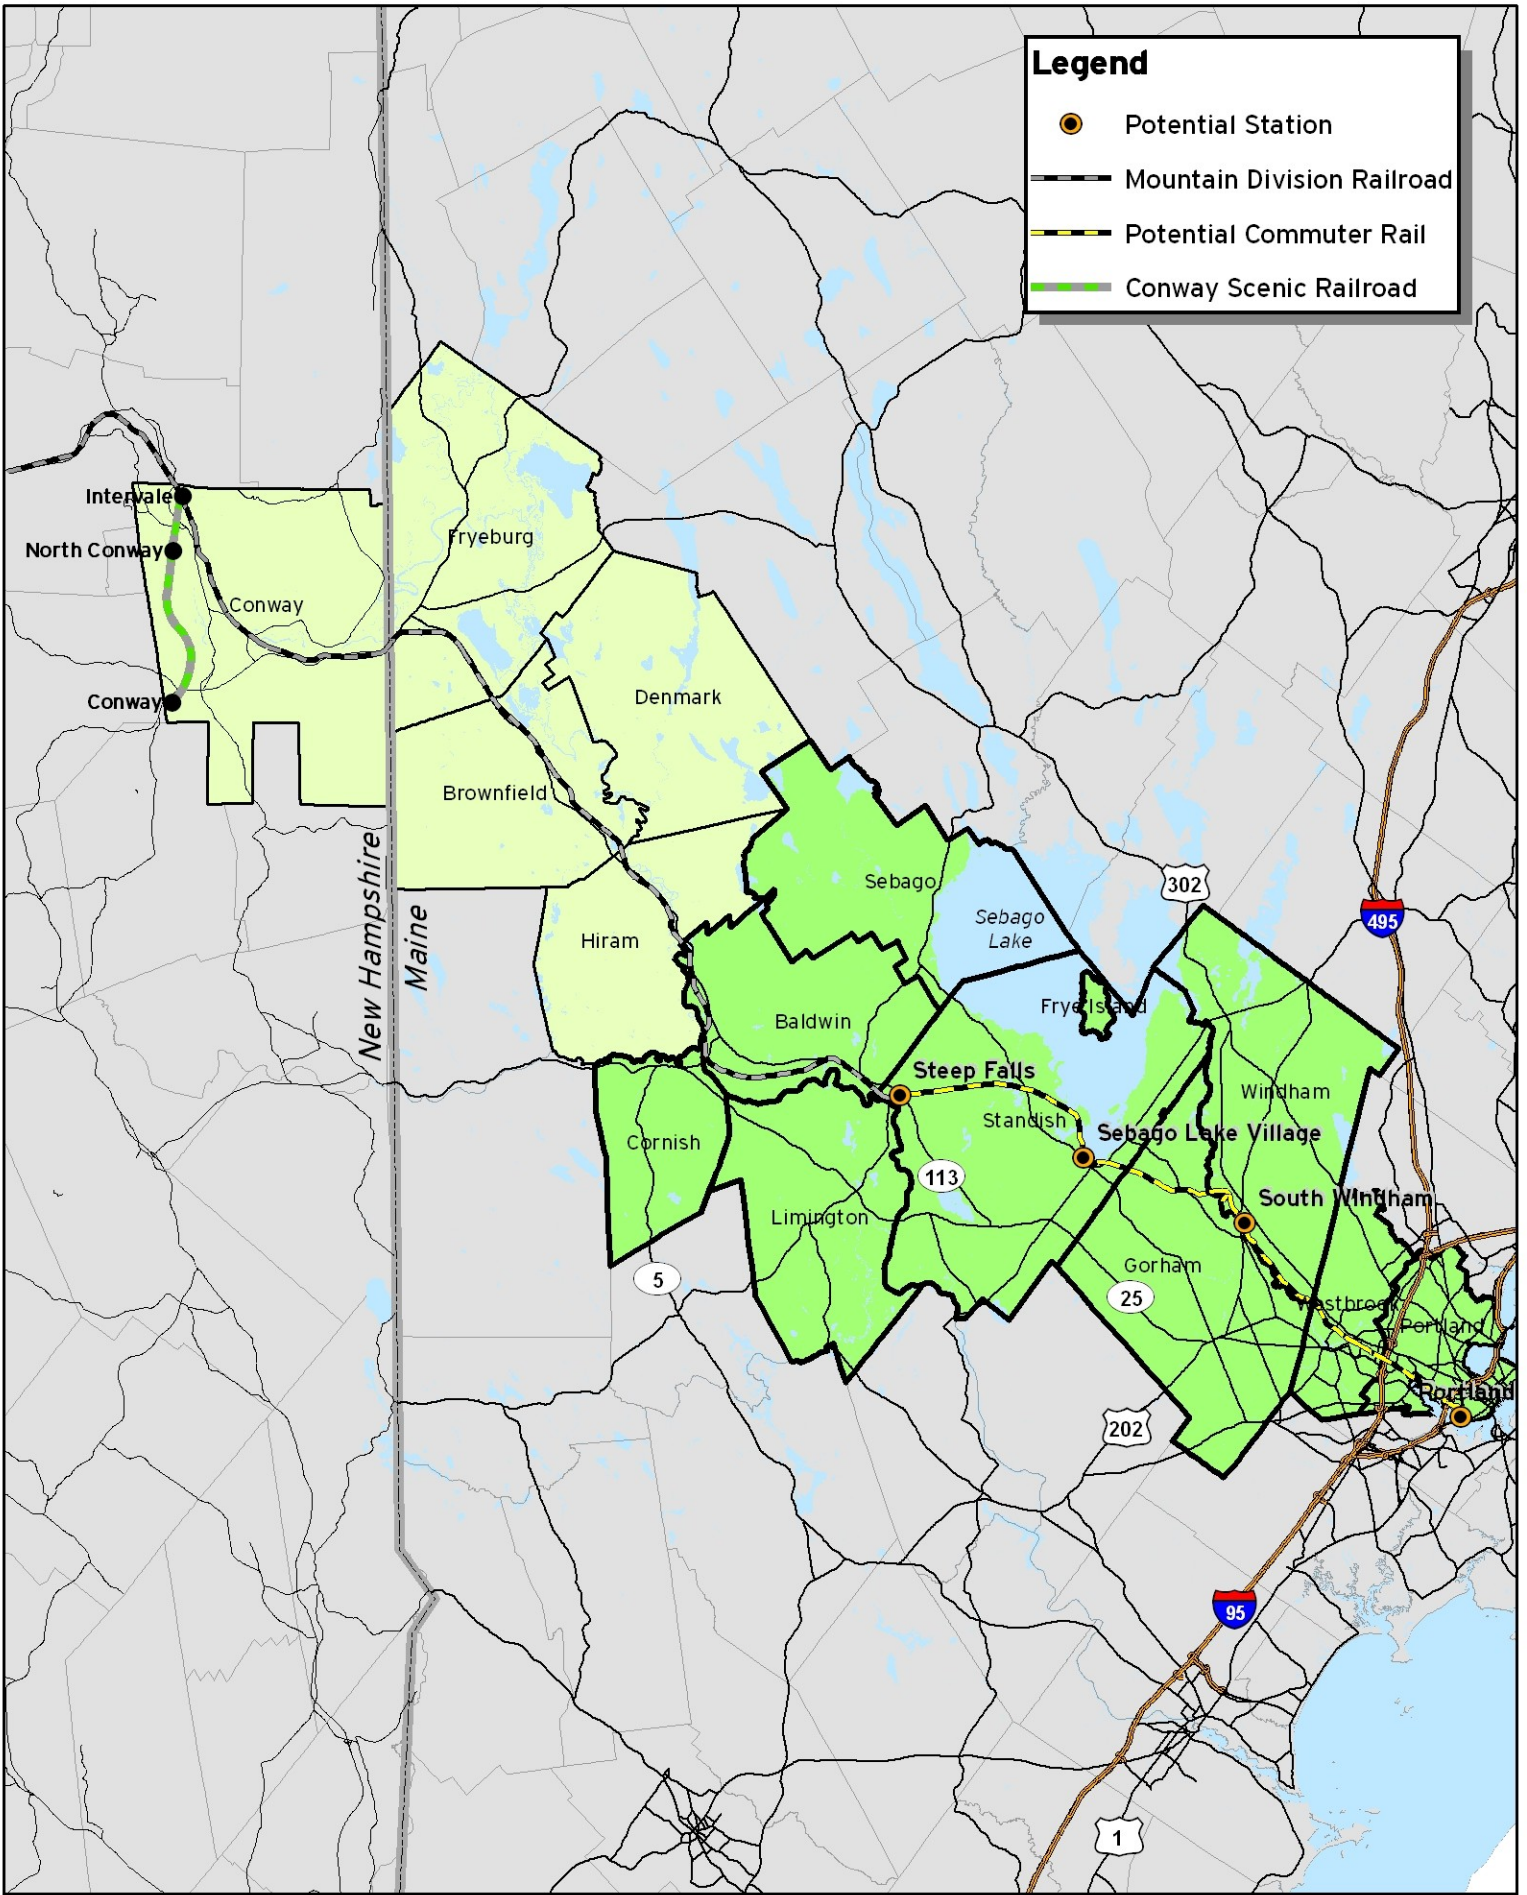 Legend
Potential Station
Mountain Division Railroad
Potential Commuter Rail
Conway Scenic Railroad
Intervale
North Conway
Fryeburg
Conway
Denmark
Conway
Brownfield
302
Sebago
495
Sebago
Lake
New Hampshire
Maine
Hiram
Frye Island
Baldwin
Steep Falls
Windham
Standish
Sebago Lake Village
Cornish
113
South Windham
Limington
Gorham
5
25
Westbrook
Portland
Portland
202
95
1